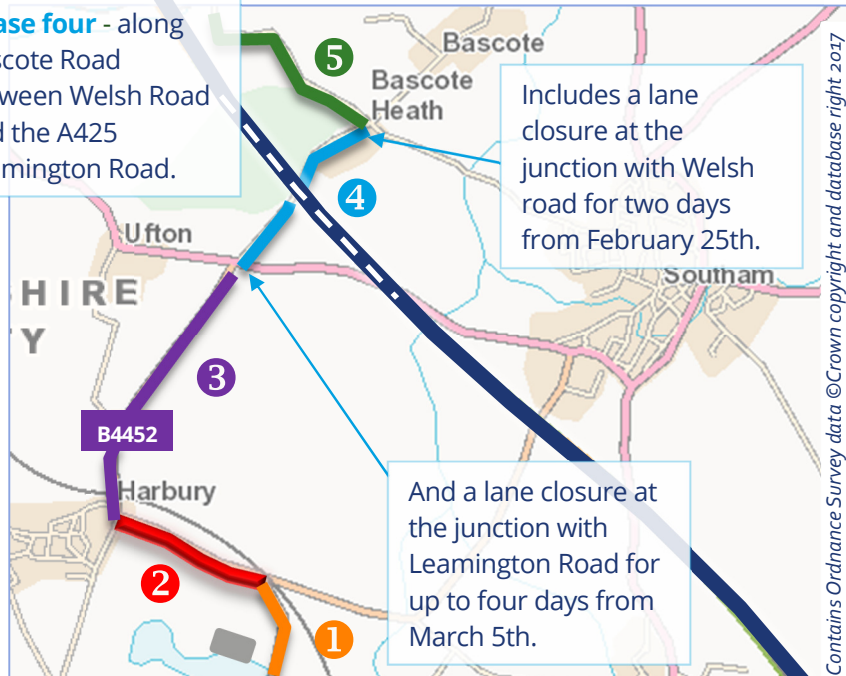 ase four - along
scote Road
ween Welsh Road
d the A425
mington Road.
5
Bascote
Bascote
Heath
Includes a lane
closure at the
junction with Welsh
road for two days
from February 25th.
4
Ufton
Southam
HIRE
Y
3
B4452
Harbury
2
1
And a lane closure at
the junction with
Leamington Road for
up to four days from
March 5th.
Contains Ordnance Survey data ©Crown copyright and database right 2017